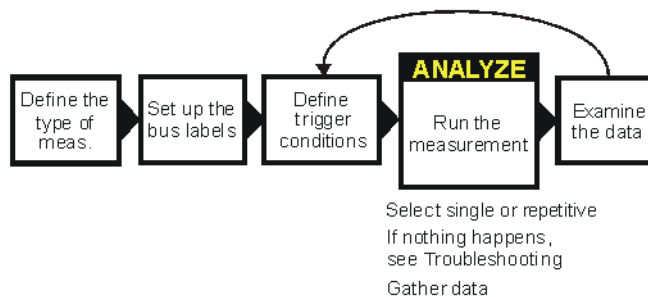 Define the
type of
meas.
Set up the
bus labels
Define
trigger
conditions
ANALYZE
Run the
measurement
Examine
the data
Select single or repetitive
If nothing happens,
see Troubleshooting
Gather data